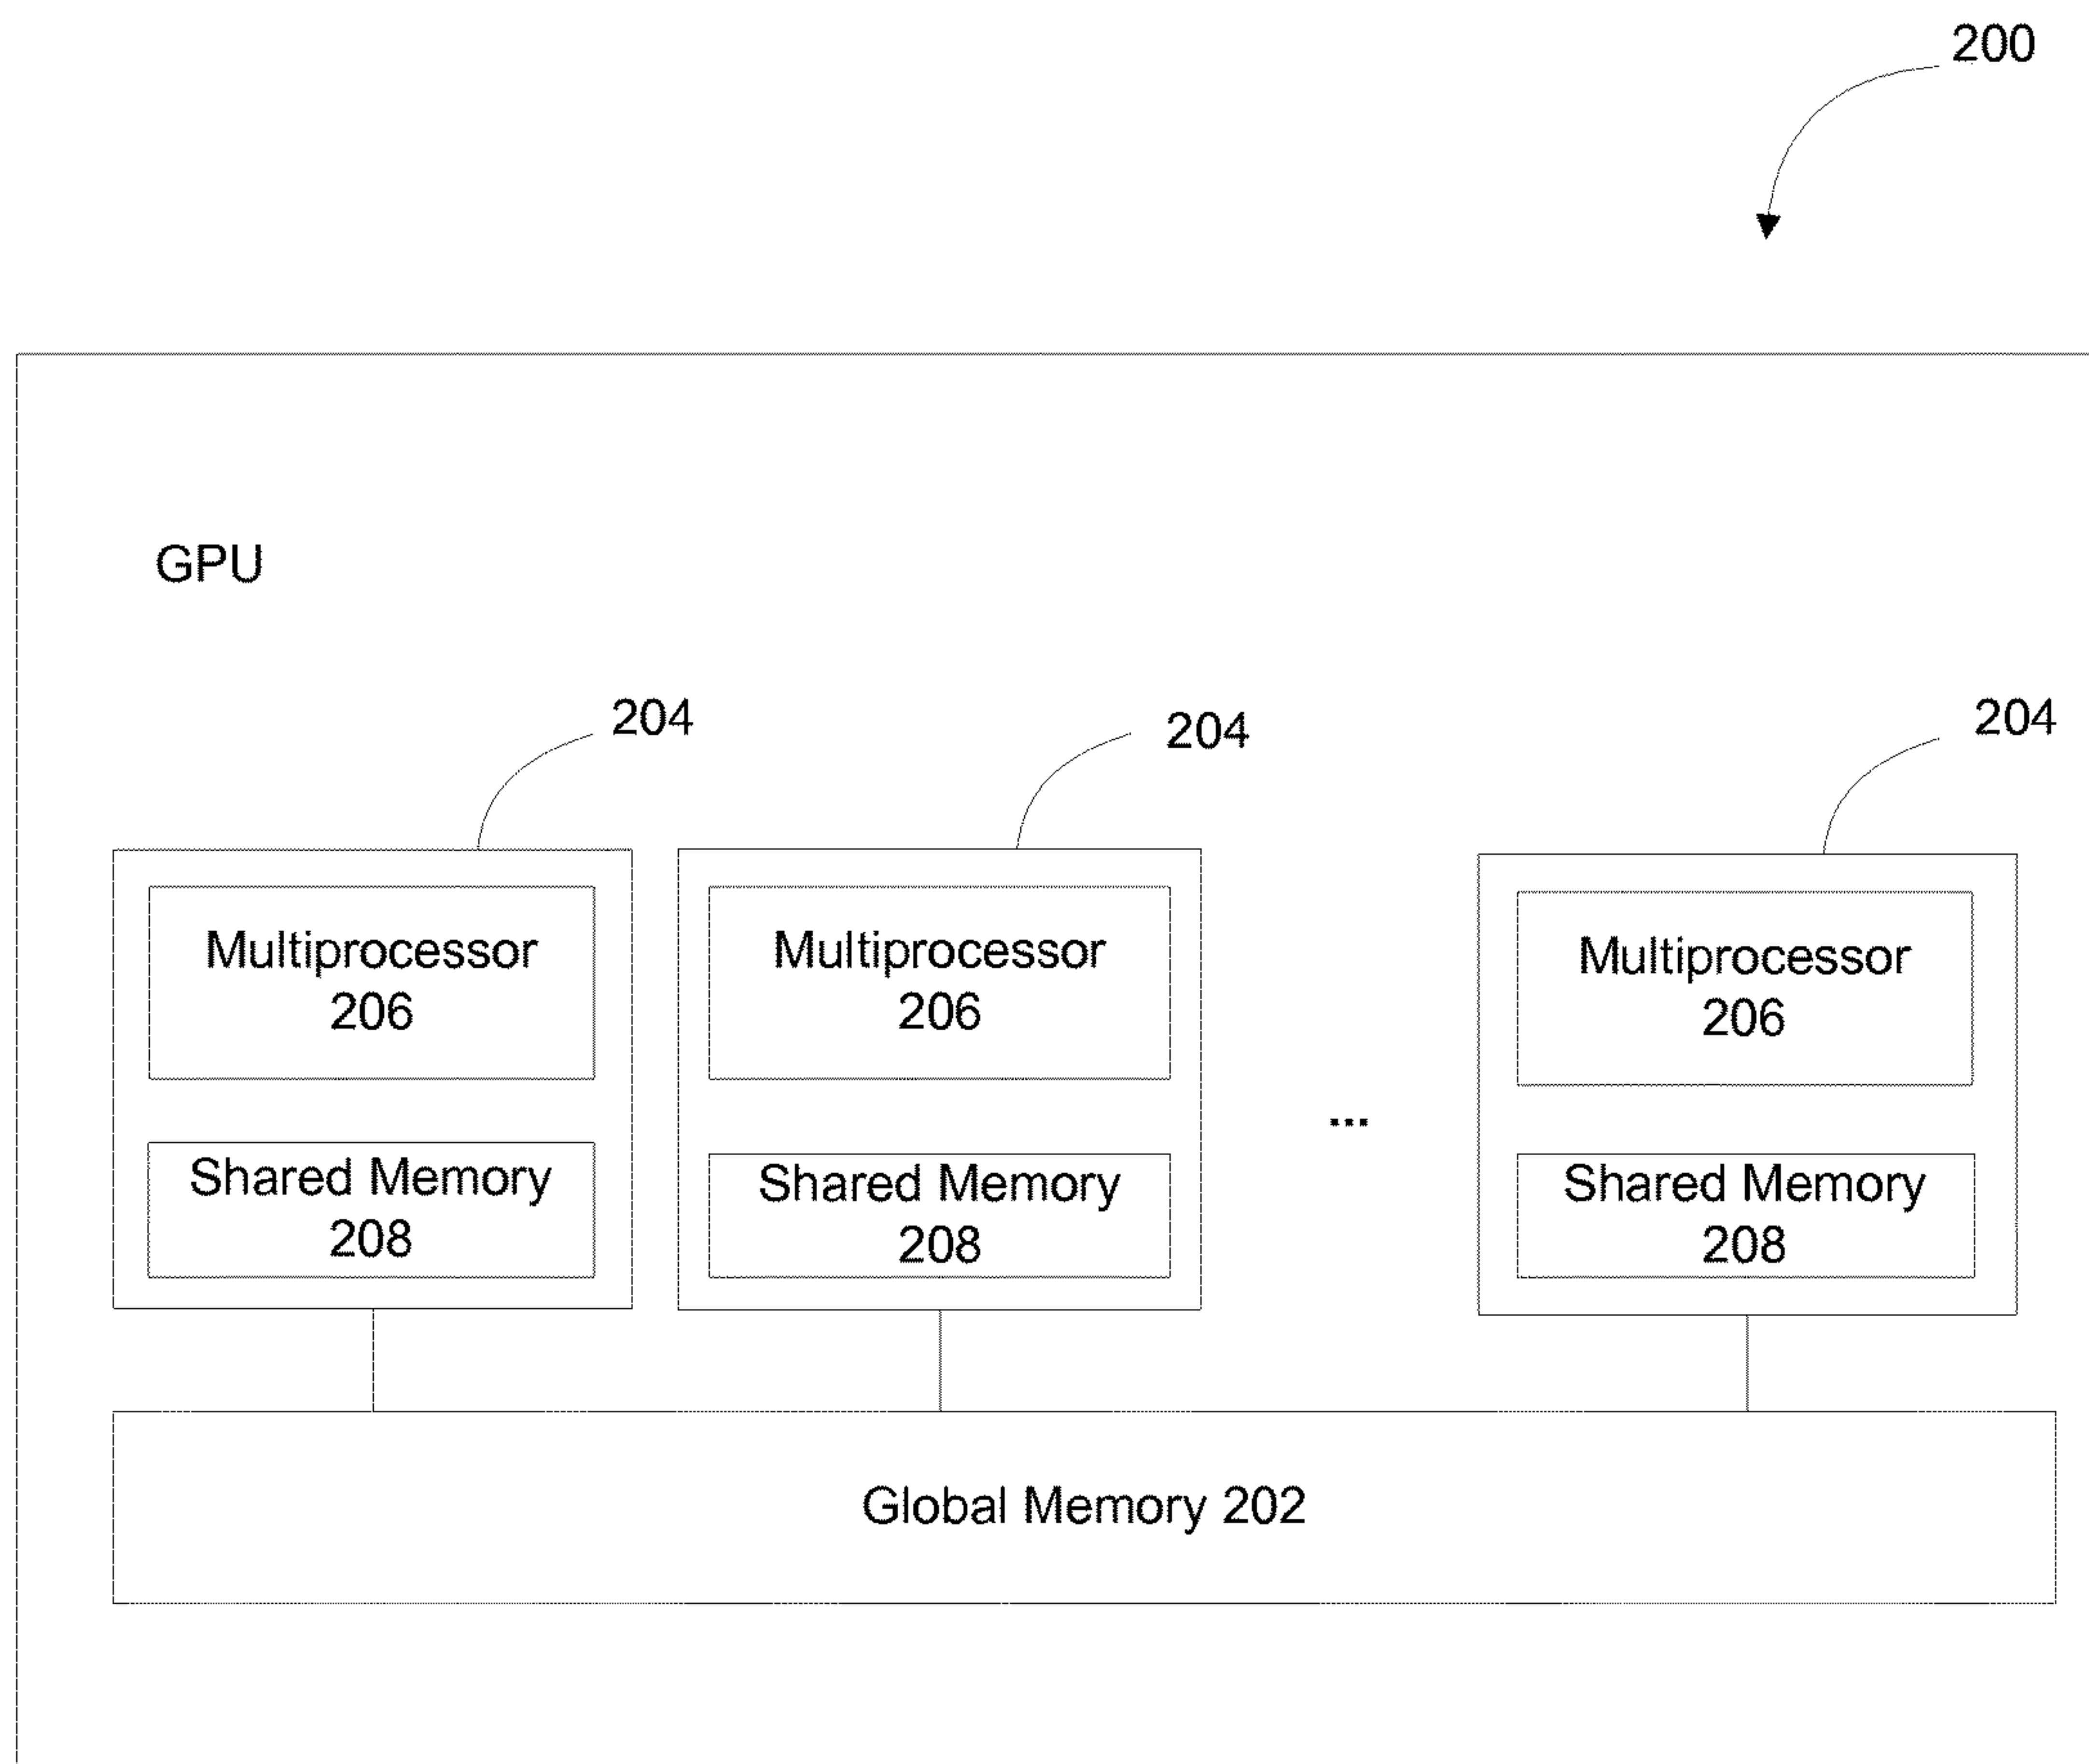 200
GPU
204
204
204
Multiprocessor
206
Multiprocessor
206
Multiprocessor
206
...
Shared Memory
208
Shared Memory
208
Shared Memory
208
Global Memory 202